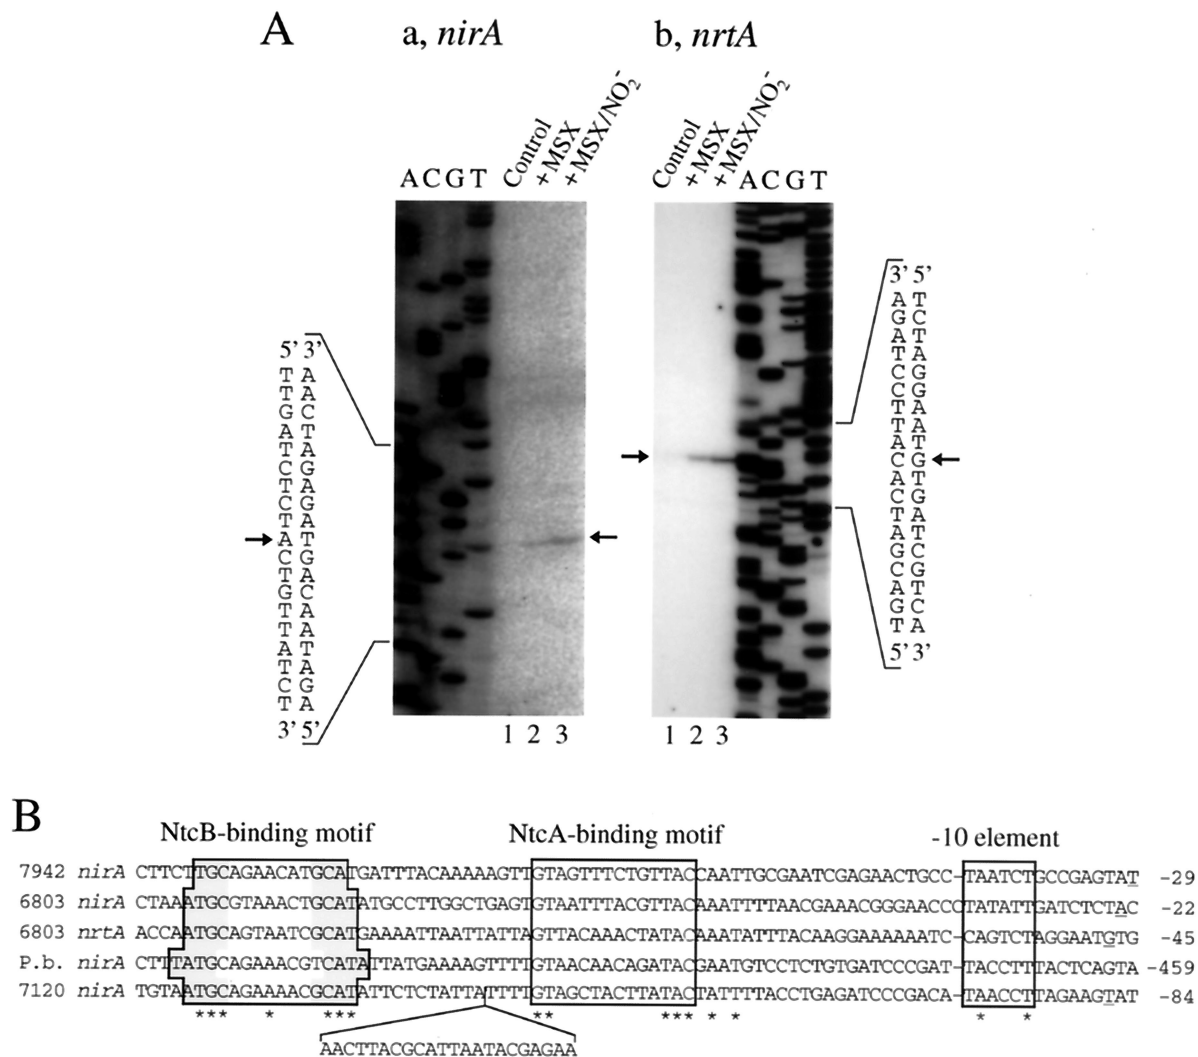 A
a, nirA
b, nrtA
Control
+MSX
+MSX/NO₂⁻
Control
+MSX
+MSX/NO₂⁻
A C G T
A C G T
5' 3'
T A
T A
G C
A T
T A
C G
T A
C G
T A
A T
C G
T A
G C
T A
T A
A T
T A
C G
T A
3' 5'
3' 5'
A T
G C
A T
T A
C G
C G
T A
T A
A T
C G
A T
C G
T A
A T
G C
C G
A T
G C
T A
5' 3'
1 2 3
1 2 3
B
NtcB-binding motif NtcA-binding motif -10 element
7942 nirA CTTCTTGCAGAACATGCATGATTTACAAAAAGTTGTAGTTTCTGTTACCAATTGCGAATCGAGAACTGCC-TAATCTGCCGAGTAT -29
6803 nirA CTAAATGCGTAAACTGCATATGCCTTGGCTGAGTGTAATTTACGTTACAAATTTTAACGAAACGGGAACCCTATATTGATCTCTAC -22
6803 nrtA ACCAATGCAGTAATCGCATGAAAATTAATTATTAGTTACAAACTATACAAATATTTACAAGGAAAAAATC-CAGTCTAGGAATGTG -45
P.b. nirA CTTTATGCAGAAACGTCATATTATGAAAAGTTTTGTAACAACAGATACGAATGTCCTCTGTGATCCCGAT-TACCTTTACTCAGTA -459
7120 nirA TGTAATGCAGAAAACGCATATTCTCTATTATTTTGTAGCTACTTATACTATTTTACCTGAGATCCCGACA-TAACCTTAGAAGTAT -84
*** * *** ** *** * * * *
AACTTACGCATTAATACGAGAA